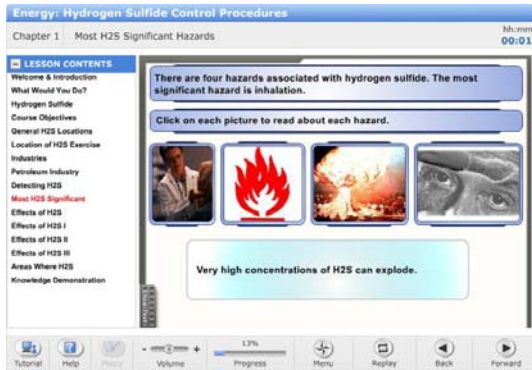 Energy: Hydrogen Sulfide Control Procedures
Chapter 1 Most H2S Significant Hazards
hh:mm
00:01
LESSON CONTENTS
Welcome & Introduction
What Would You Do?
Hydrogen Sulfide
Course Objectives
General H2S Locations
Location of H2S Exercise
Industries
Petroleum Industry
Detecting H2S
Most H2S Significant
Effects of H2S
Effects of H2S I
Effects of H2S II
Effects of H2S III
Areas Where H2S
Knowledge Demonstration
There are four hazards associated with hydrogen sulfide. The most
significant hazard is inhalation.
Click on each picture to read about each hazard.
Very high concentrations of H2S can explode.
- +
13%
Tutorial Help Policy Volume Progress Menu Replay Back Forward